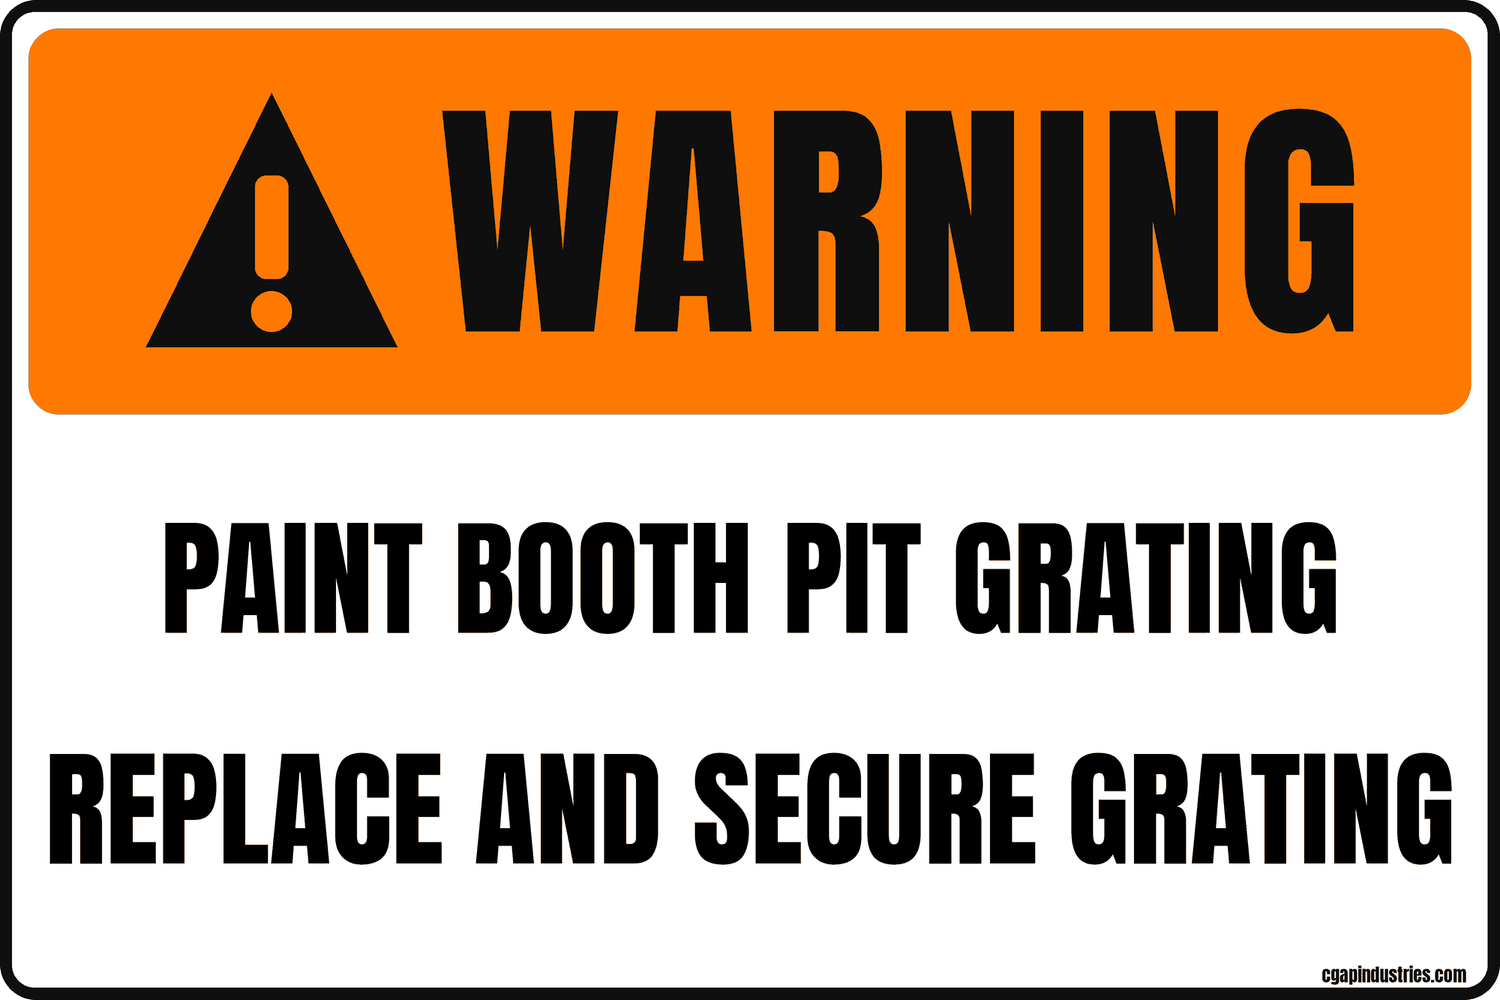 WARNING
PAINT BOOTH PIT GRATING
REPLACE AND SECURE GRATING
cgapindustries.com